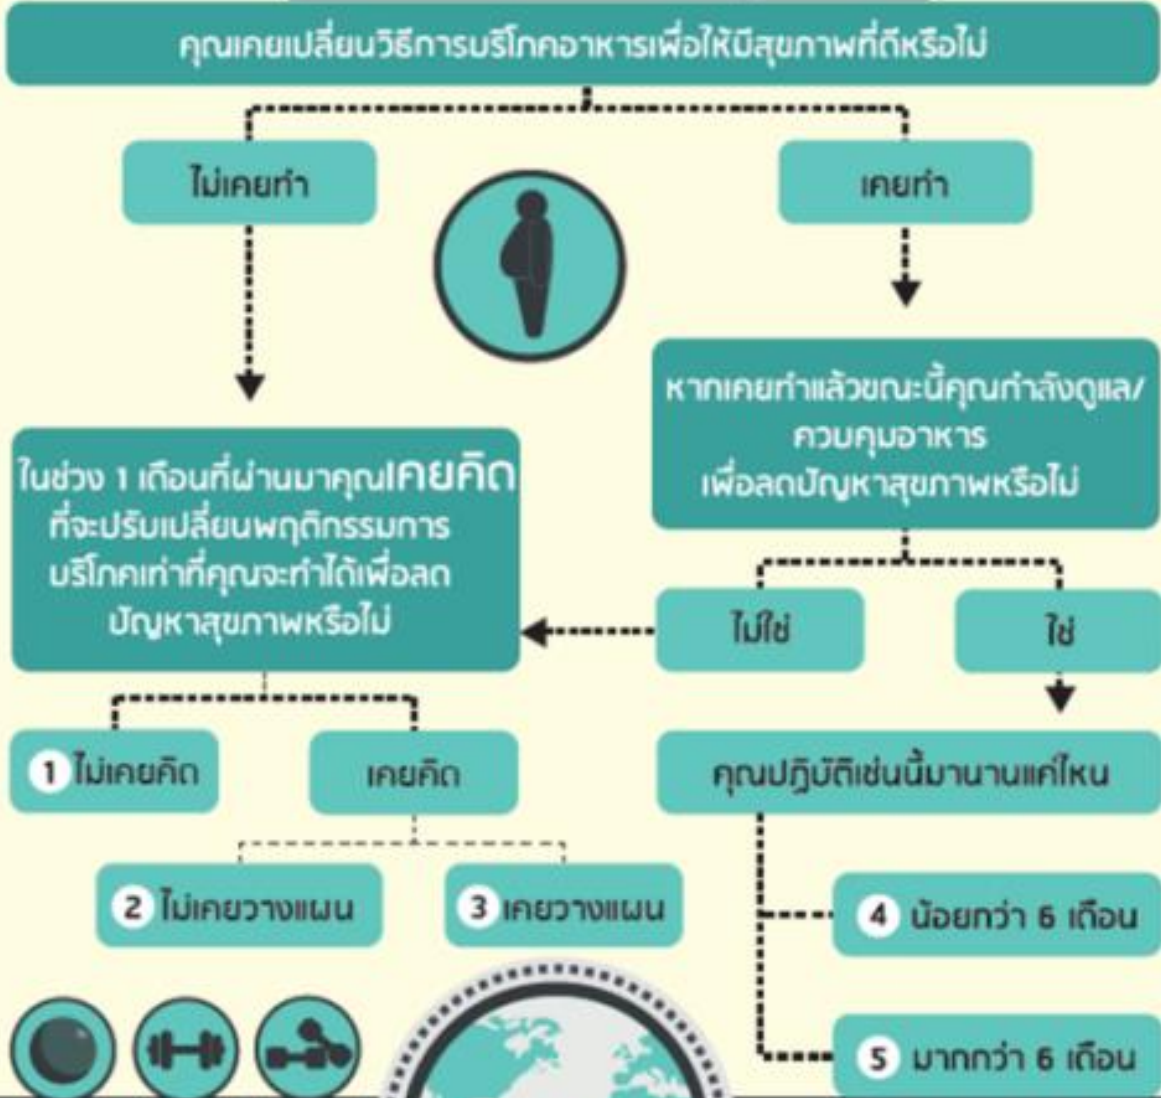 คุณเคยเปลี่ยนวิธีการบริโภคอาหารเพื่อให้มีสุขภาพที่ดีหรือไม่
ไม่เคยทำ
เคยทำ
หากเคยทำแล้วขณะนี้คุณกำลังดูแล/
ควบคุมอาหาร
เพื่อลดปัญหาสุขภาพหรือไม่
ในช่วง 1 เดือนที่ผ่านมาคุณเคยคิด
ที่จะปรับเปลี่ยนพฤติกรรมการ
บริโภคเท่าที่คุณจะทำได้เพื่อลด
ปัญหาสุขภาพหรือไม่
ไม่ใช่
ใช่
1 ไม่เคยคิด
เคยคิด
คุณปฏิบัติเช่นนี้มานานแค่ไหน
2 ไม่เคยวางแผน
3 เคยวางแผน
4 น้อยกว่า 6 เดือน
5 มากกว่า 6 เดือน